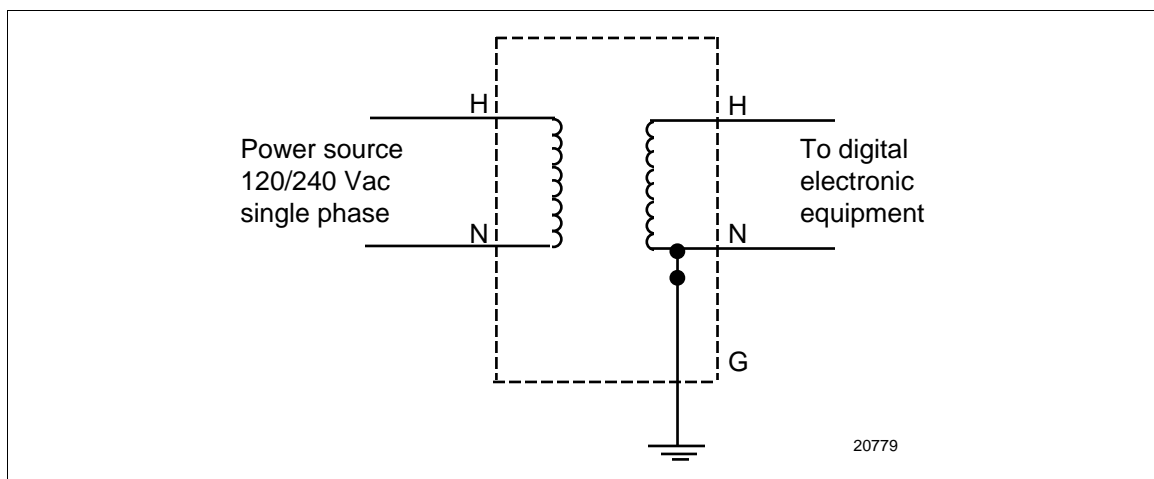 H
H
Power source
120/240 Vac
single phase
To digital
electronic
equipment
N
N
G
20779